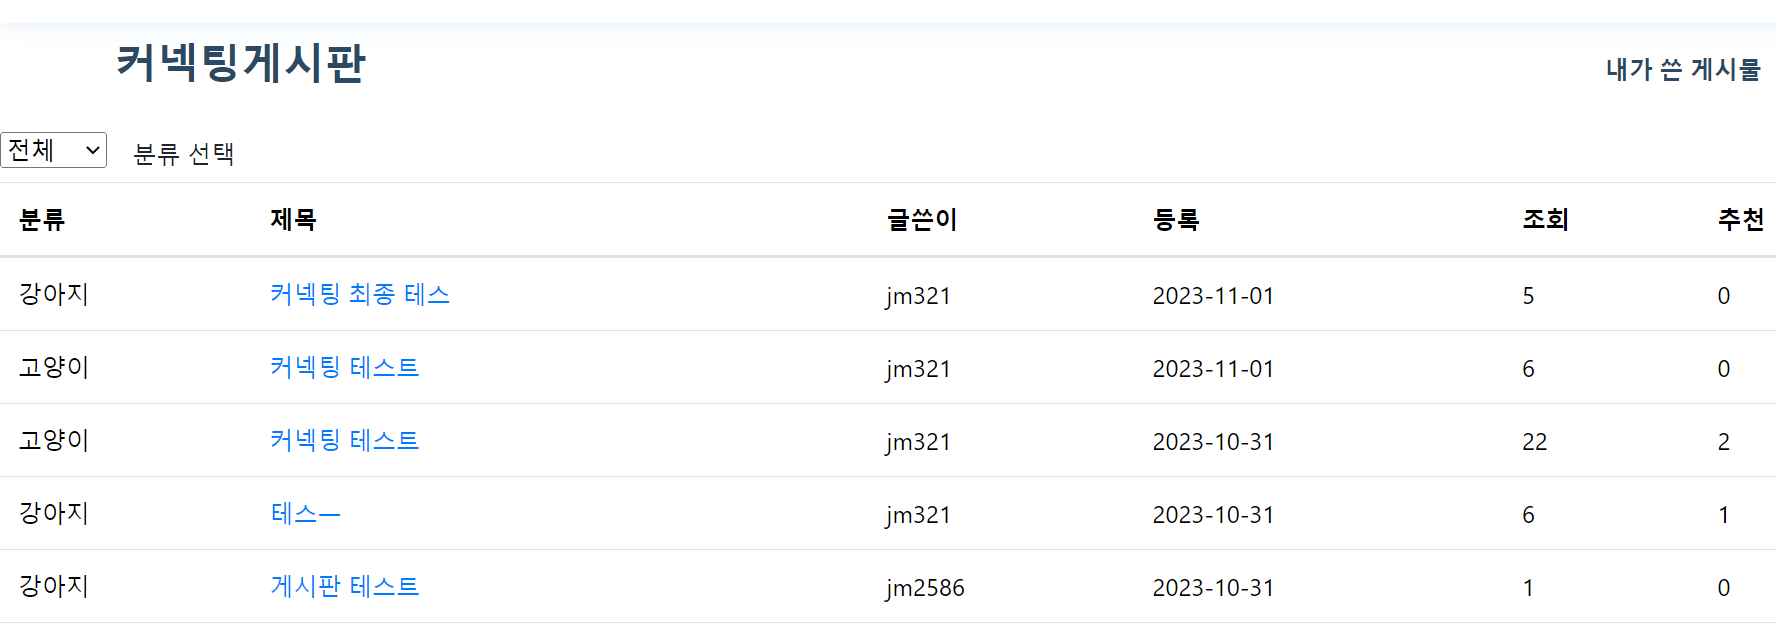 커넥팅게시판
내가 쓴 게시물
전체 분류 선택
분류 제목 글쓴이 등록 조회 추천
강아지 커넥팅 최종 테스 jm321 2023-11-01 5 0
고양이 커넥팅 테스트 jm321 2023-11-01 6 0
고양이 커넥팅 테스트 jm321 2023-10-31 22 2
강아지 테스ㅡ jm321 2023-10-31 6 1
강아지 게시판 테스트 jm2586 2023-10-31 1 0